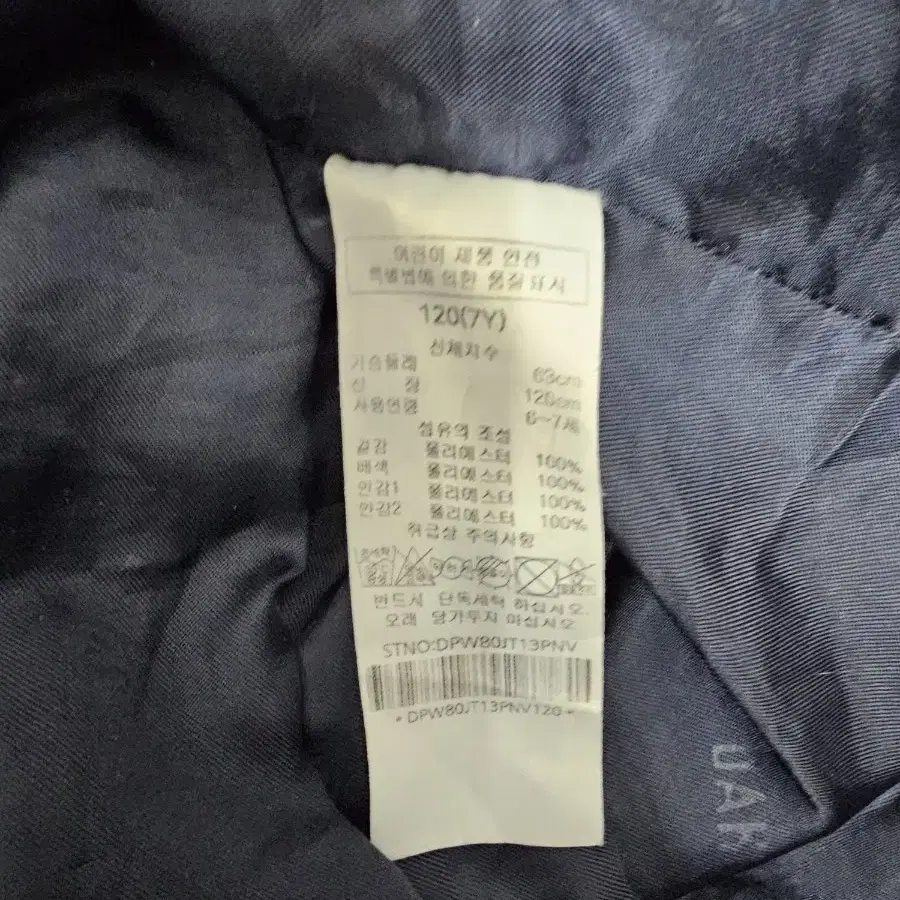 어린이 제품 안전
특별법에 의한 품질표시
120(7Y)
신체치수
가슴둘레 63cm
신 장 120cm
사용연령 6~7세
섬유의 조성
겉감 폴리에스터 100%
배색 폴리에스터 100%
안감1 폴리에스터 100%
안감2 폴리에스터 100%
취급상 주의사항
반드시 단독세탁 하십시오.
오래 담가두지 마십시오
STNO:DPW80JT13PNV
* DPW80JT13PNV120 *